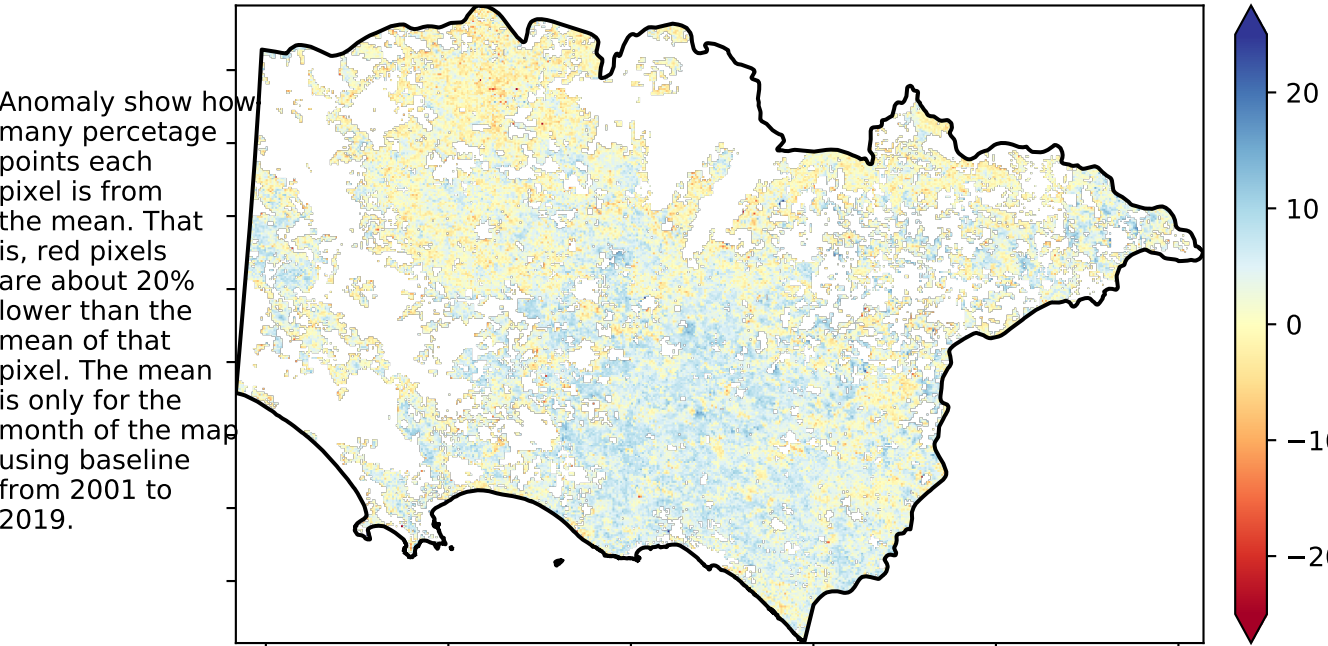 Anomaly show how
many percetage
points each
pixel is from
the mean. That
is, red pixels
are about 20%
lower than the
mean of that
pixel. The mean
is only for the
month of the map
using baseline
from 2001 to
2019.
20
10
0
−10
−20